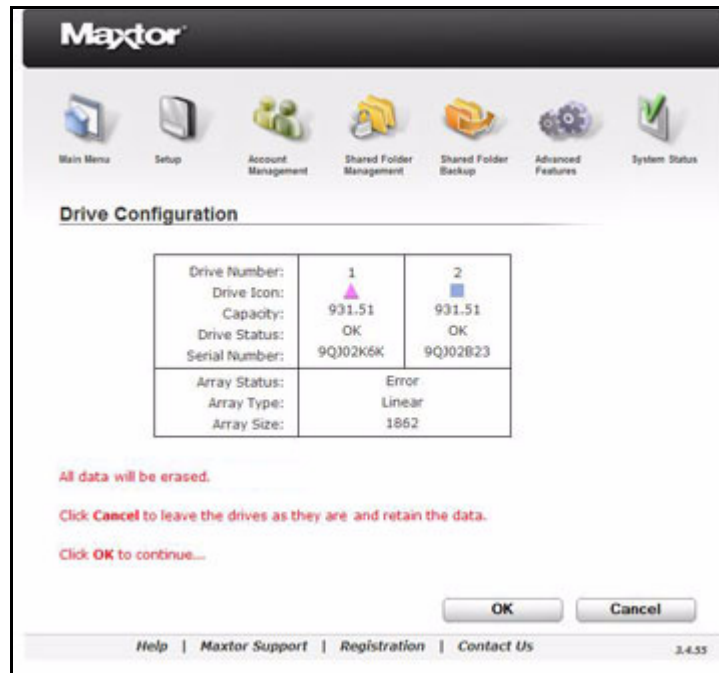 Maxtor
Main Menu
Setup
Account Management
Shared Folder Management
Shared Folder Backup
Advanced Features
System Status
Drive Configuration
Drive Number: 1 2
Drive Icon:
Capacity: 931.51 931.51
Drive Status: OK OK
Serial Number: 9QJ02K6K 9QJ02B23
Array Status: Error
Array Type: Linear
Array Size: 1862
All data will be erased.
Click Cancel to leave the drives as they are and retain the data.
Click OK to continue...
OK Cancel
Help | Maxtor Support | Registration | Contact Us 3.4.55